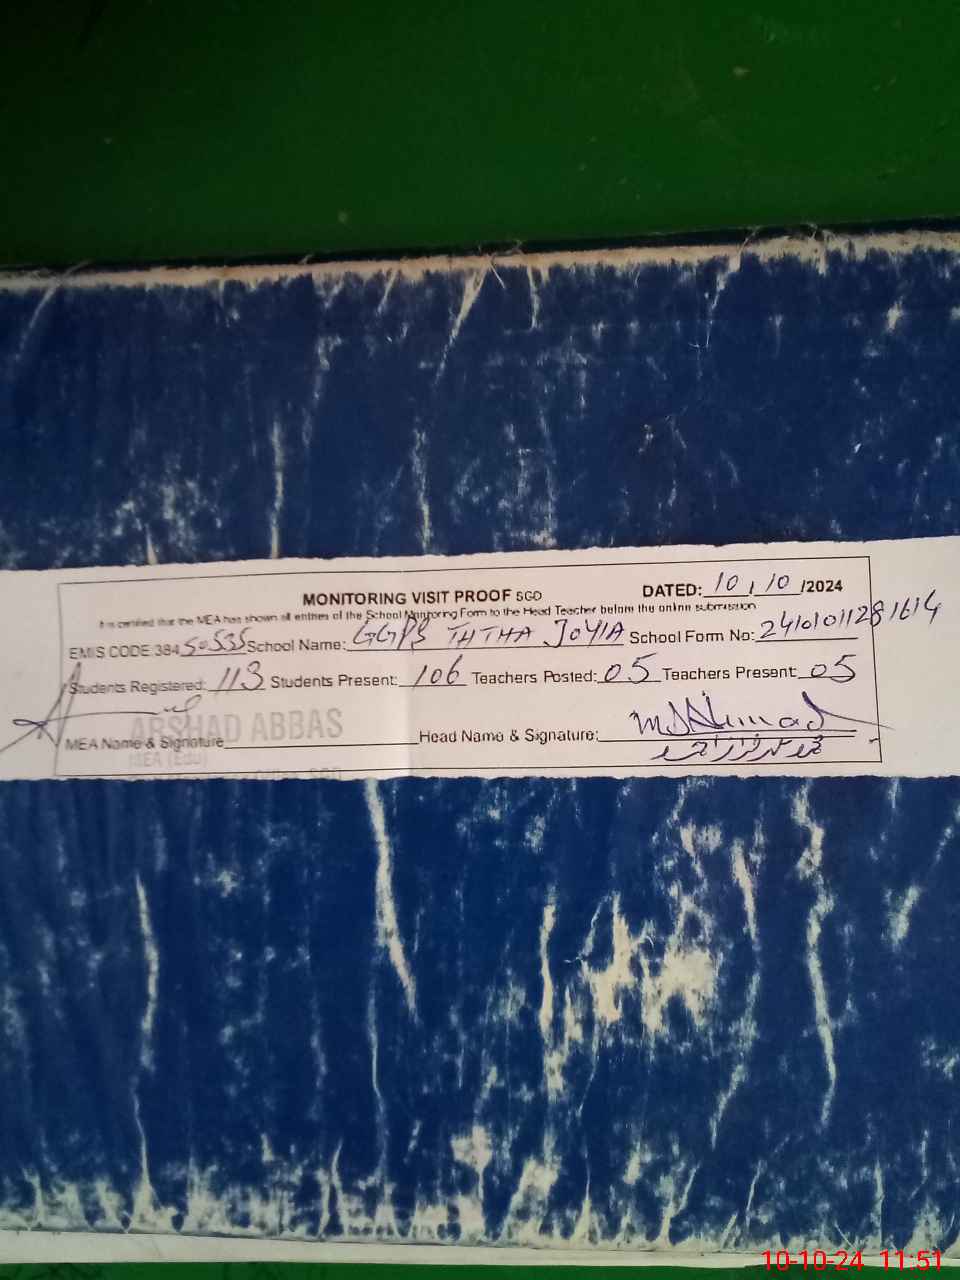 MONITORING VISIT PROOF SGO DATED: 10 / 10 /2024
It is certified that the MEA has shown all entries of the School Monitoring Form to the Head Teacher before the online submission
EMIS CODE 384 50535 School Name: GGPS THTHA JOYIA School Form No: 24101011281614
Students Registered: 113 Students Present: 106 Teachers Posted: 05 Teachers Present: 05
ARSHAD ABBAS
MEA Name & Signature Head Name & Signature:
MEA (Edu)
10-10-24 11:51